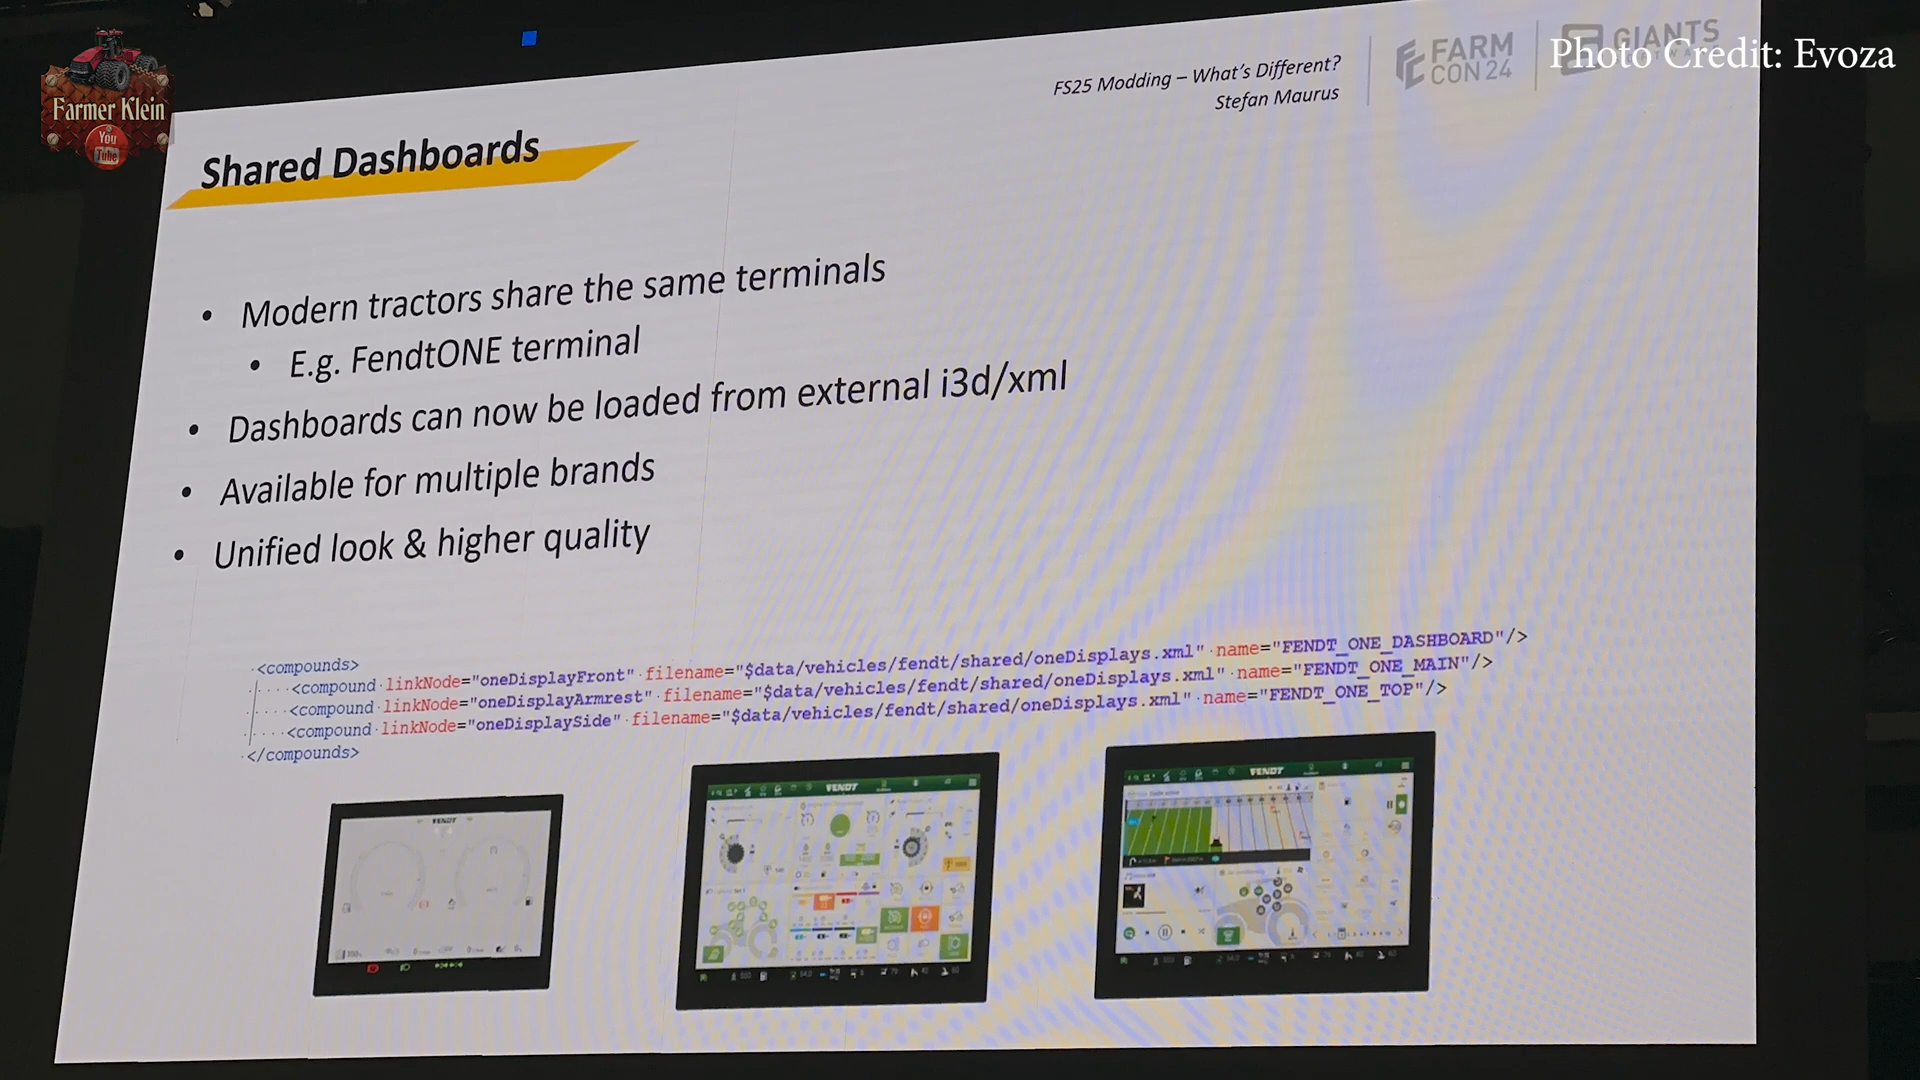 Farmer Klein
You
Tube
FS25 Modding – What's Different?
Stefan Maurus
FARM
CON 24
GIANTS
Photo Credit: Evoza
Shared Dashboards
• Modern tractors share the same terminals
• E.g. FendtONE terminal
• Dashboards can now be loaded from external i3d/xml
• Available for multiple brands
• Unified look & higher quality
<compounds>
<compound linkNode="oneDisplayFront" filename="$data/vehicles/fendt/shared/oneDisplays.xml" name="FENDT_ONE_DASHBOARD"/>
<compound linkNode="oneDisplayArmrest" filename="$data/vehicles/fendt/shared/oneDisplays.xml" name="FENDT_ONE_MAIN"/>
<compound linkNode="oneDisplaySide" filename="$data/vehicles/fendt/shared/oneDisplays.xml" name="FENDT_ONE_TOP"/>
</compounds>
FENDT
FENDT
FENDT